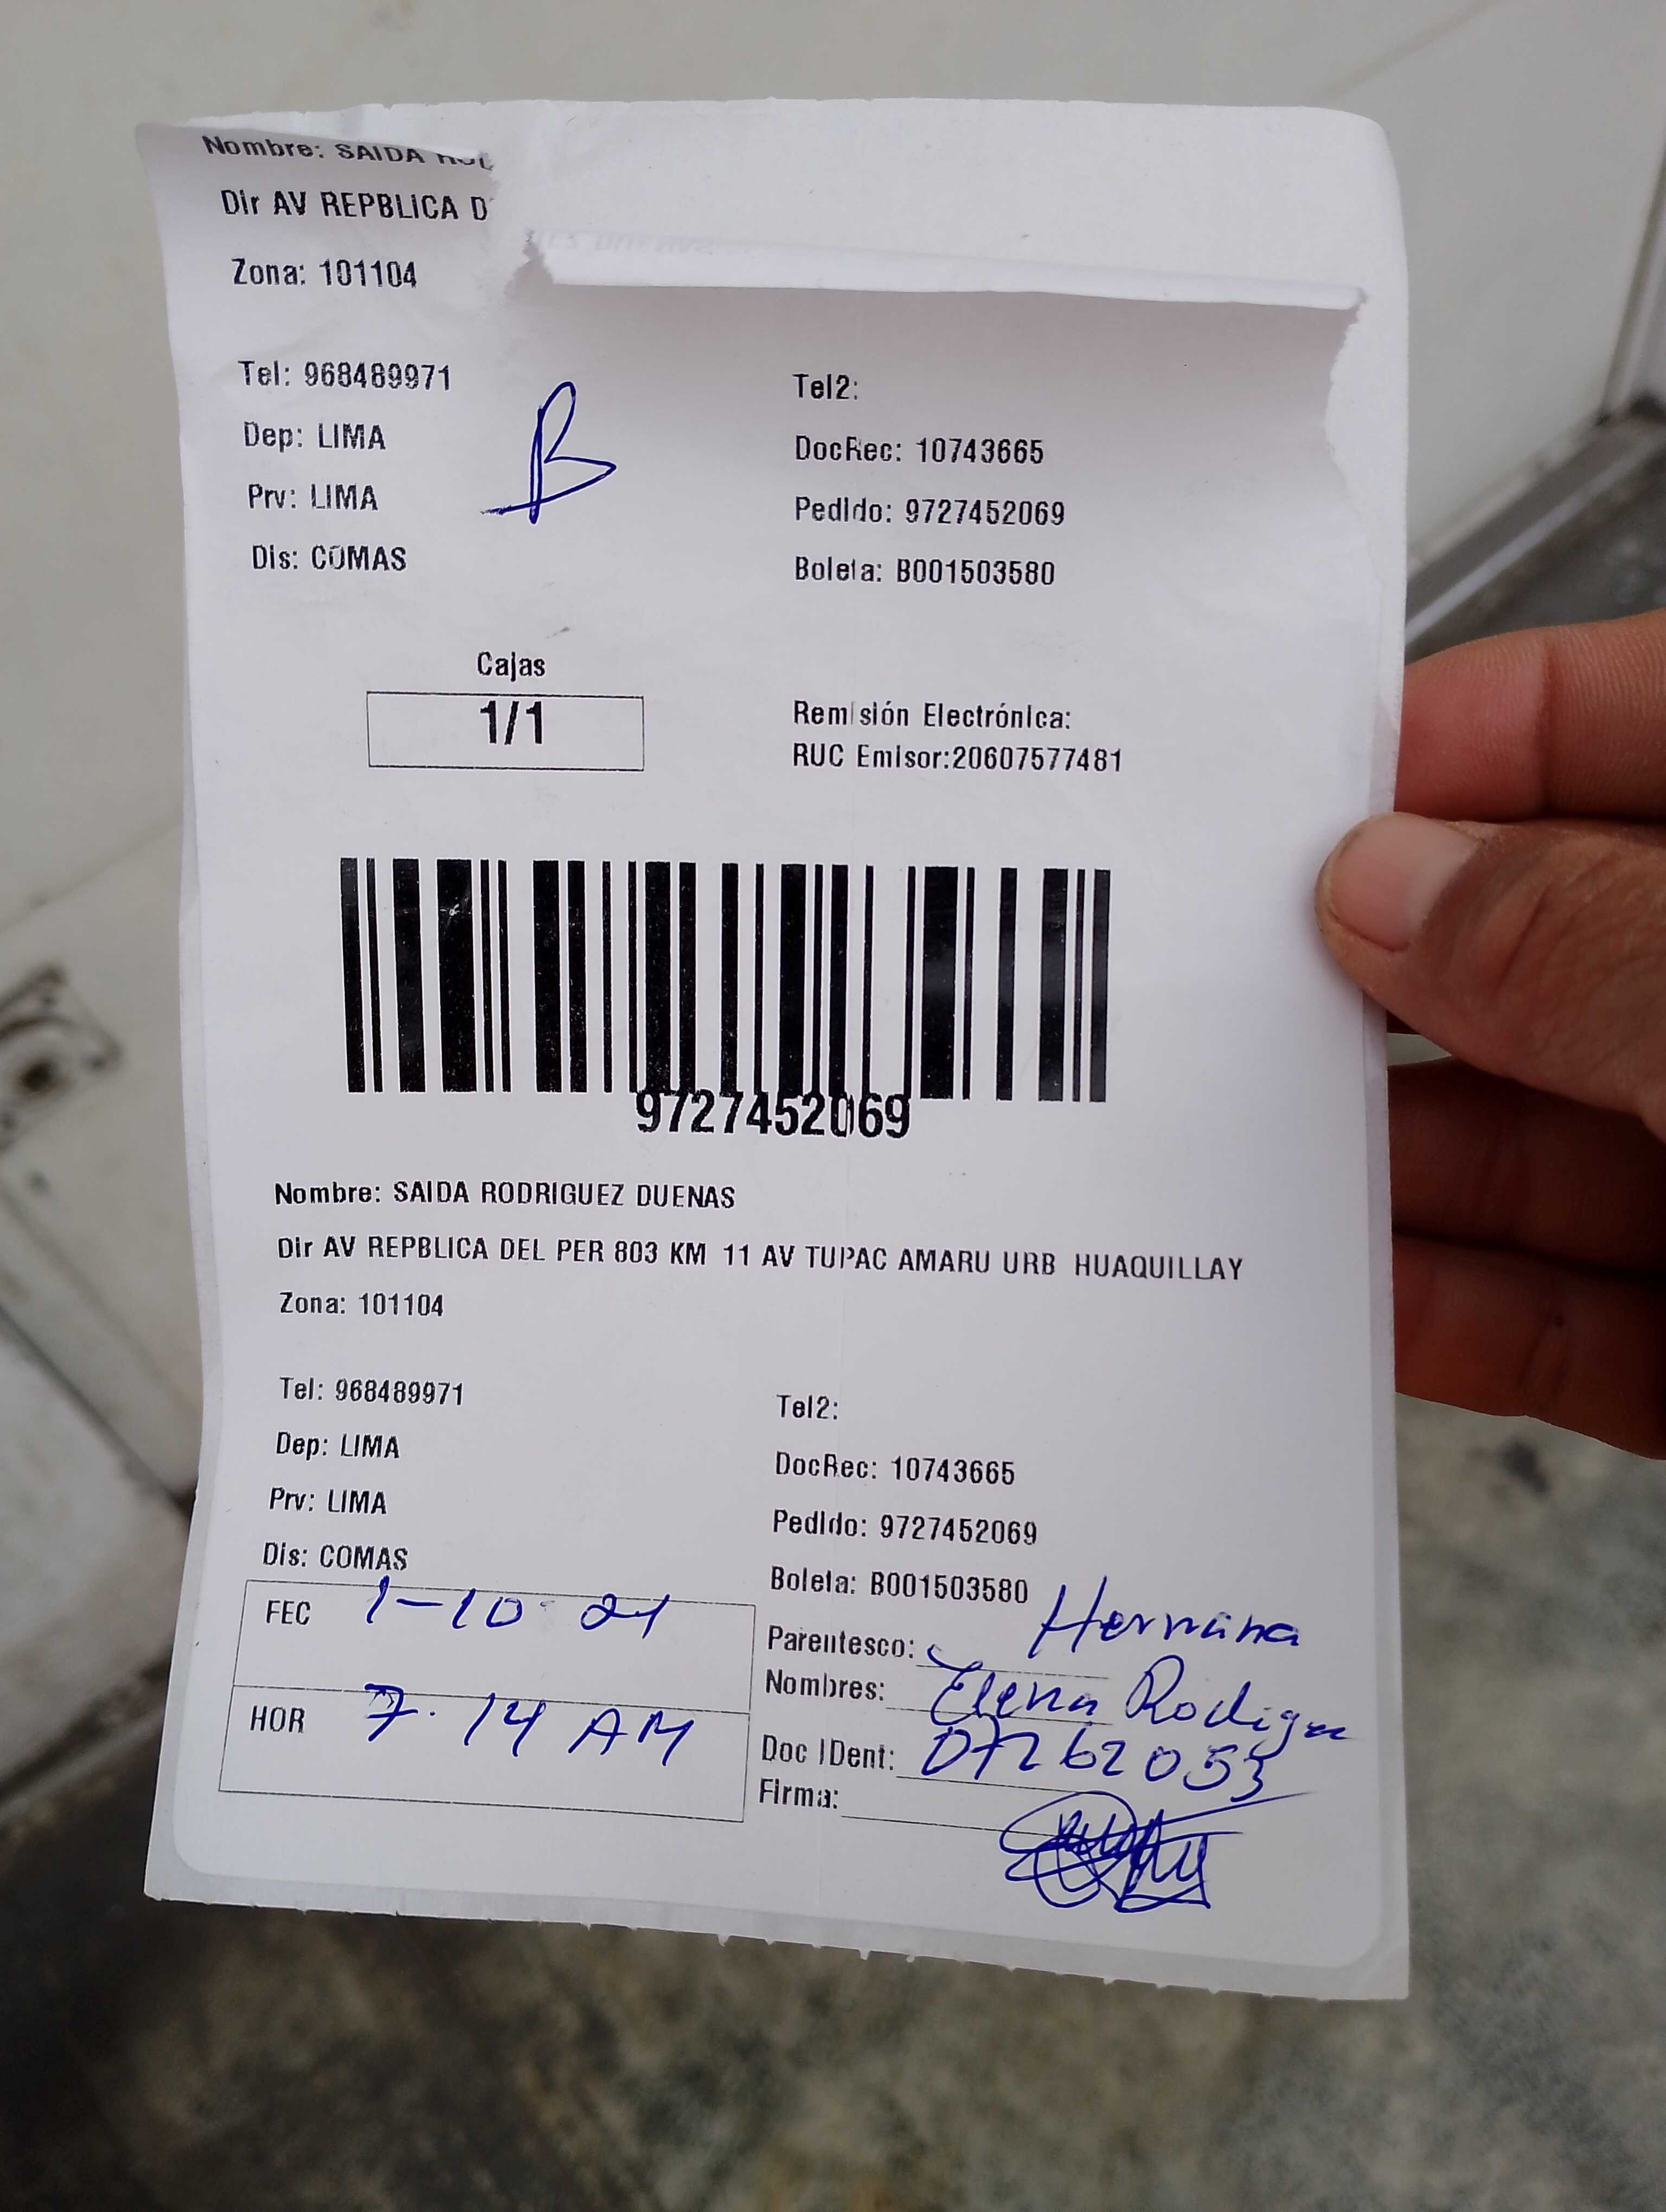 Nombre: SAIDA
Dir AV REPBLICA D
Zona: 101104
Tel: 968489971
Tel2:
Dep: LIMA
DocRec: 10743665
Prv: LIMA
Pedido: 9727452069
Dis: COMAS
Boleta: B001503580
B
Cajas
1/1
Remisión Electrónica:
RUC Emisor:20607577481
9727452069
Nombre: SAIDA RODRIGUEZ DUENAS
Dir AV REPBLICA DEL PER 803 KM 11 AV TUPAC AMARU URB HUAQUILLAY
Zona: 101104
Tel: 968489971
Tel2:
Dep: LIMA
DocRec: 10743665
Prv: LIMA
Pedido: 9727452069
Dis: COMAS
Boleta: B001503580
FEC 1-10-21
HOR 7.14 AM
Parentesco: Hermana
Nombres: Elena Rodigue
Doc IDent: 07262053
Firma: